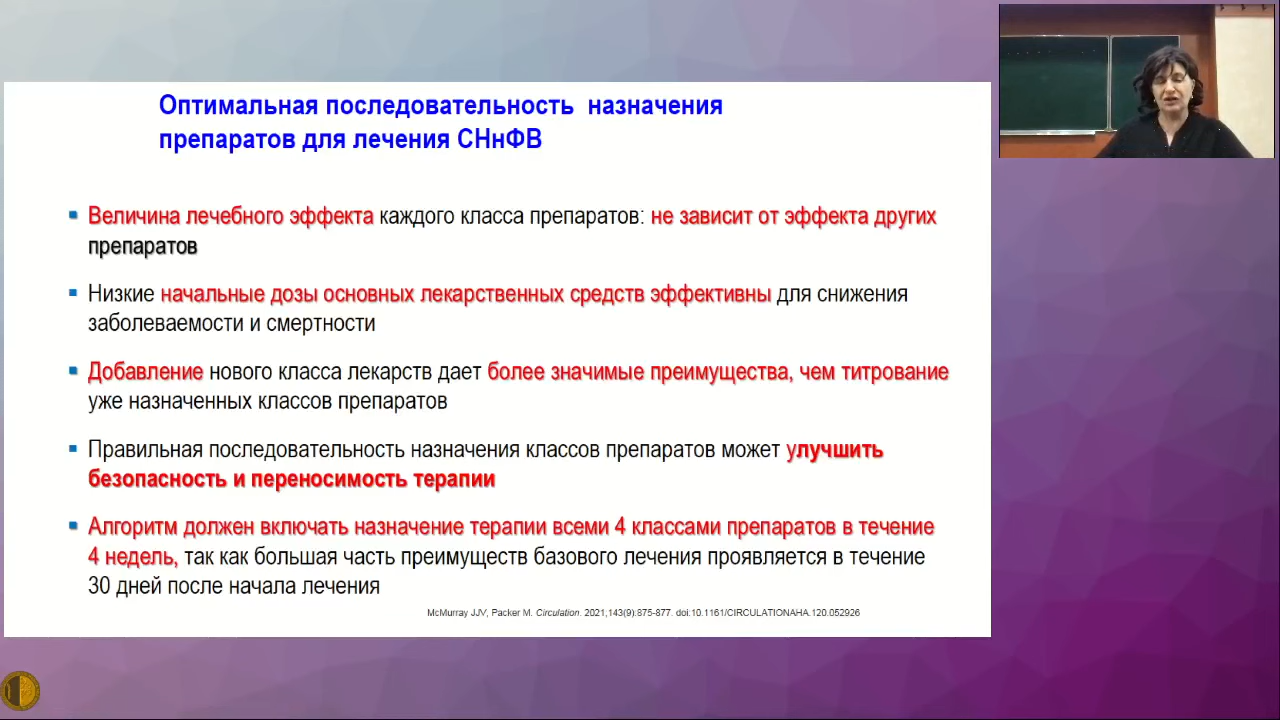 Оптимальная последовательность назначения
препаратов для лечения СНнФВ
Величина лечебного эффекта каждого класса препаратов: не зависит от эффекта других
препаратов
Низкие начальные дозы основных лекарственных средств эффективны для снижения
заболеваемости и смертности
Добавление нового класса лекарств дает более значимые преимущества, чем титрование
уже назначенных классов препаратов
Правильная последовательность назначения классов препаратов может улучшить
безопасность и переносимость терапии
Алгоритм должен включать назначение терапии всеми 4 классами препаратов в течение
4 недель, так как большая часть преимуществ базового лечения проявляется в течение
30 дней после начала лечения
McMurray JJV, Packer M. Circulation. 2021;143(9):875-877. doi:10.1161/CIRCULATIONAHA.120.052926